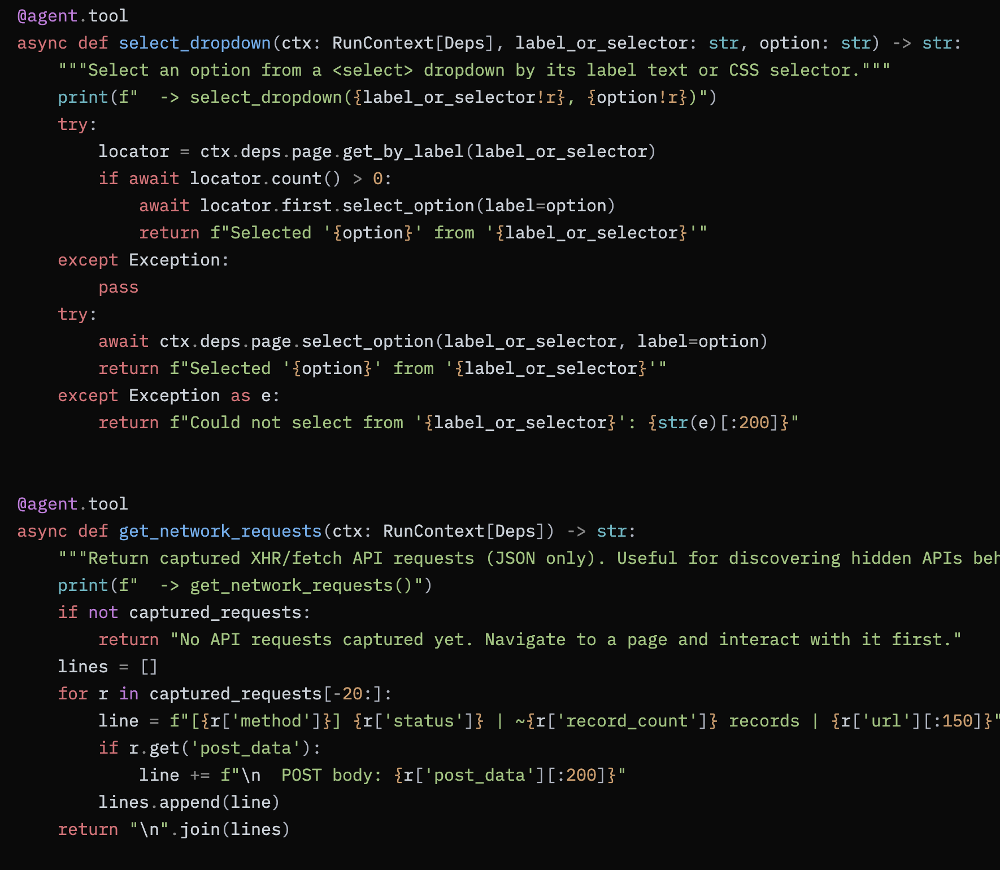 @agent.tool
async def select_dropdown(ctx: RunContext[Deps], label_or_selector: str, option: str) -> str:
    """Select an option from a <select> dropdown by its label text or CSS selector."""
    print(f"  -> select_dropdown({label_or_selector!r}, {option!r})")
    try:
        locator = ctx.deps.page.get_by_label(label_or_selector)
        if await locator.count() > 0:
            await locator.first.select_option(label=option)
            return f"Selected '{option}' from '{label_or_selector}'"
    except Exception:
        pass
    try:
        await ctx.deps.page.select_option(label_or_selector, label=option)
        return f"Selected '{option}' from '{label_or_selector}'"
    except Exception as e:
        return f"Could not select from '{label_or_selector}': {str(e)[:200]}"

@agent.tool
async def get_network_requests(ctx: RunContext[Deps]) -> str:
    """Return captured XHR/fetch API requests (JSON only). Useful for discovering hidden APIs beh
    print(f"  -> get_network_requests()")
    if not captured_requests:
        return "No API requests captured yet. Navigate to a page and interact with it first."
    lines = []
    for r in captured_requests[-20:]:
        line = f"[{r['method']}] {r['status']} | ~{r['record_count']} records | {r['url'][:150]}"
        if r.get('post_data'):
            line += f"\n  POST body: {r['post_data'][:200]}"
        lines.append(line)
    return "\n".join(lines)